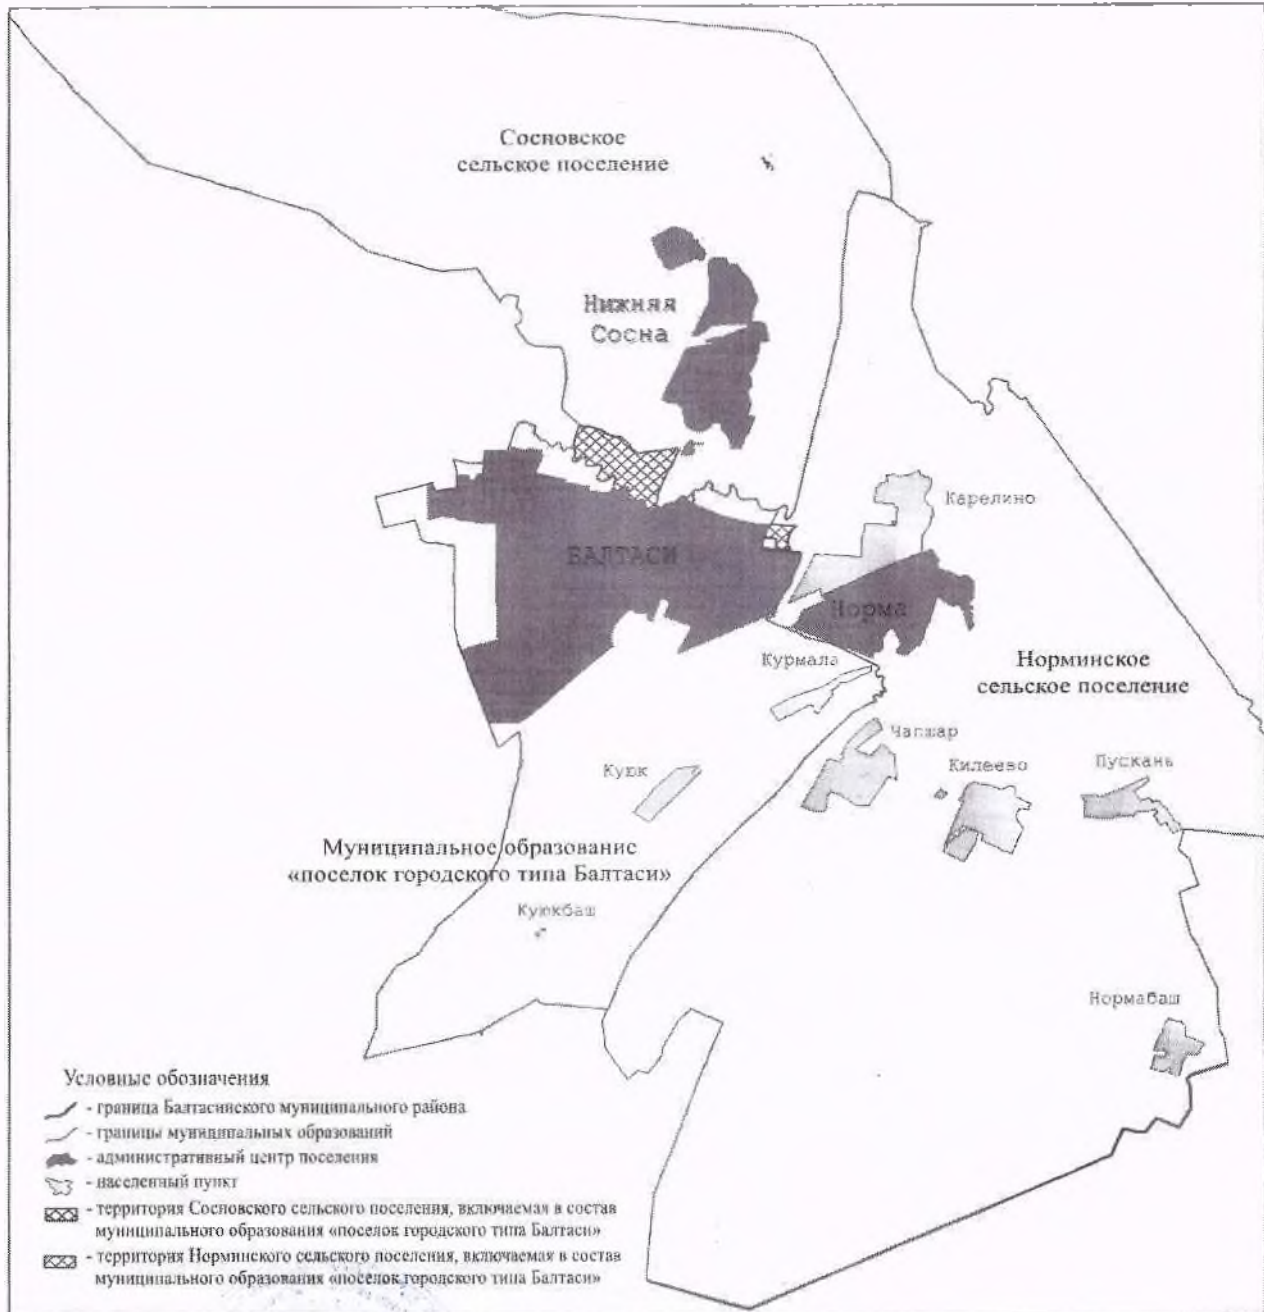 Сосновское
сельское поселение
Нижняя
Сосна
Карелино
БАЛТАСИ
Норма
Курмала
Норминское
сельское поселение
Чапшар
Куюк
Килеево
Пускань
Муниципальное образование
«поселок городского типа Балтаси»
Куюкбаш
Нормабаш
Условные обозначения
- граница Балтасинского муниципального района
- границы муниципальных образований
- административный центр поселения
- населенный пункт
- территория Сосновского сельского поселения, включаемая в состав
муниципального образования «поселок городского типа Балтаси»
- территория Норминского сельского поселения, включаемая в состав
муниципального образования «поселок городского типа Балтаси»